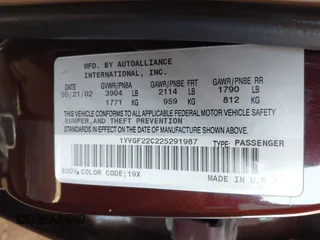 MFD. BY AUTOALLIANCE
INTERNATIONAL, INC.
GVWR/PNBA GAWR/PNBE FRT GAWR/PNBE RR
05/21/02 3904 LB 2114 LB 1790 LB
1771 KG 959 KG 812 KG
THIS VEHICLE CONFORMS TO ALL APPLICABLE FEDERAL MOTOR VEHICLE SAFETY
BUMPER, AND THEFT PREVENTION
STANDARDS IN EFFECT ON THE DATE OF MANUFACTURE SHOWN ABOVE.
1YVGF22C225291987 TYPE: PASSENGER
BODY COLOR CODE; 19X
MADE IN U.S.A